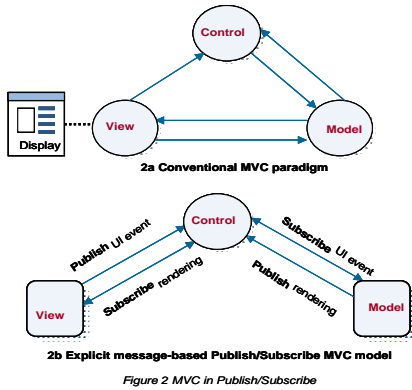 Control
View
Model
Display
2a Conventional MVC paradigm
Control
Publish UI event
Subscribe rendering
Subscribe UI event
Publish rendering
View
Model
2b Explicit message-based Publish/Subscribe MVC model
Figure 2 MVC in Publish/Subscribe